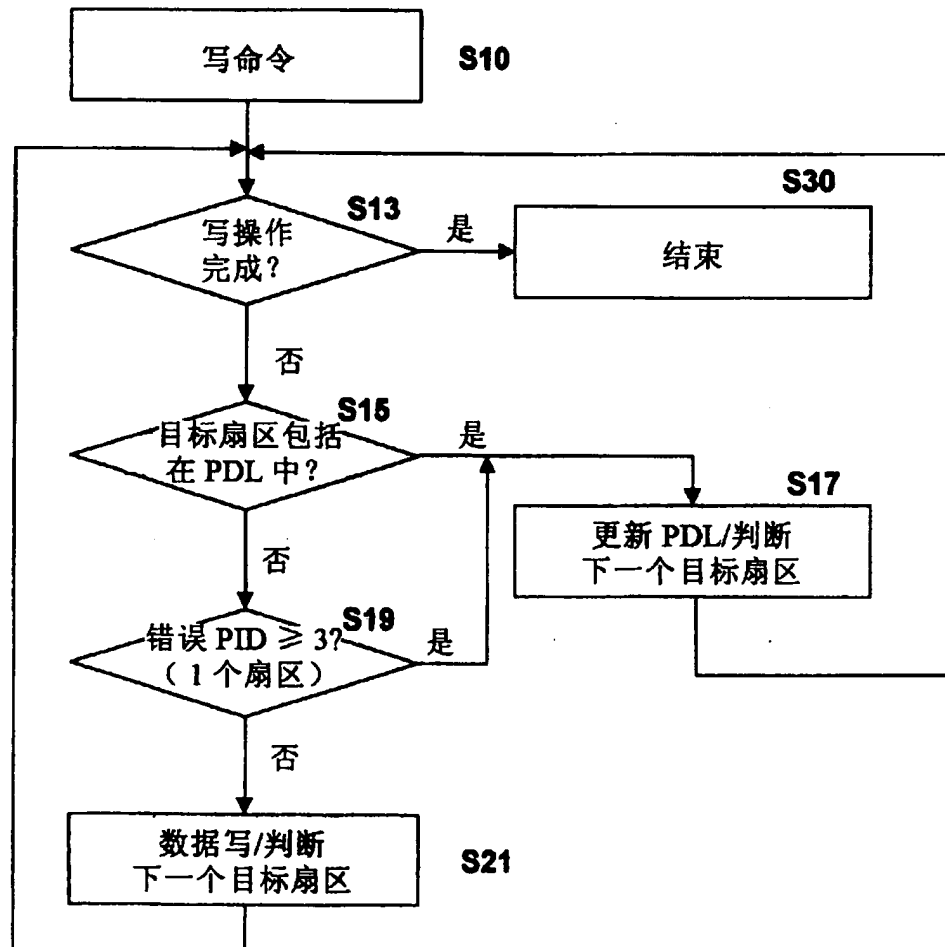 写命令
S10
S30
S13
写操作
完成?
是
结束
否
S15
目标扇区包括
在 PDL 中?
是
S17
更新 PDL/判断
下一个目标扇区
否
S19
错误 PID ≥ 3?
（1 个扇区）
是
否
数据写/判断
下一个目标扇区
S21